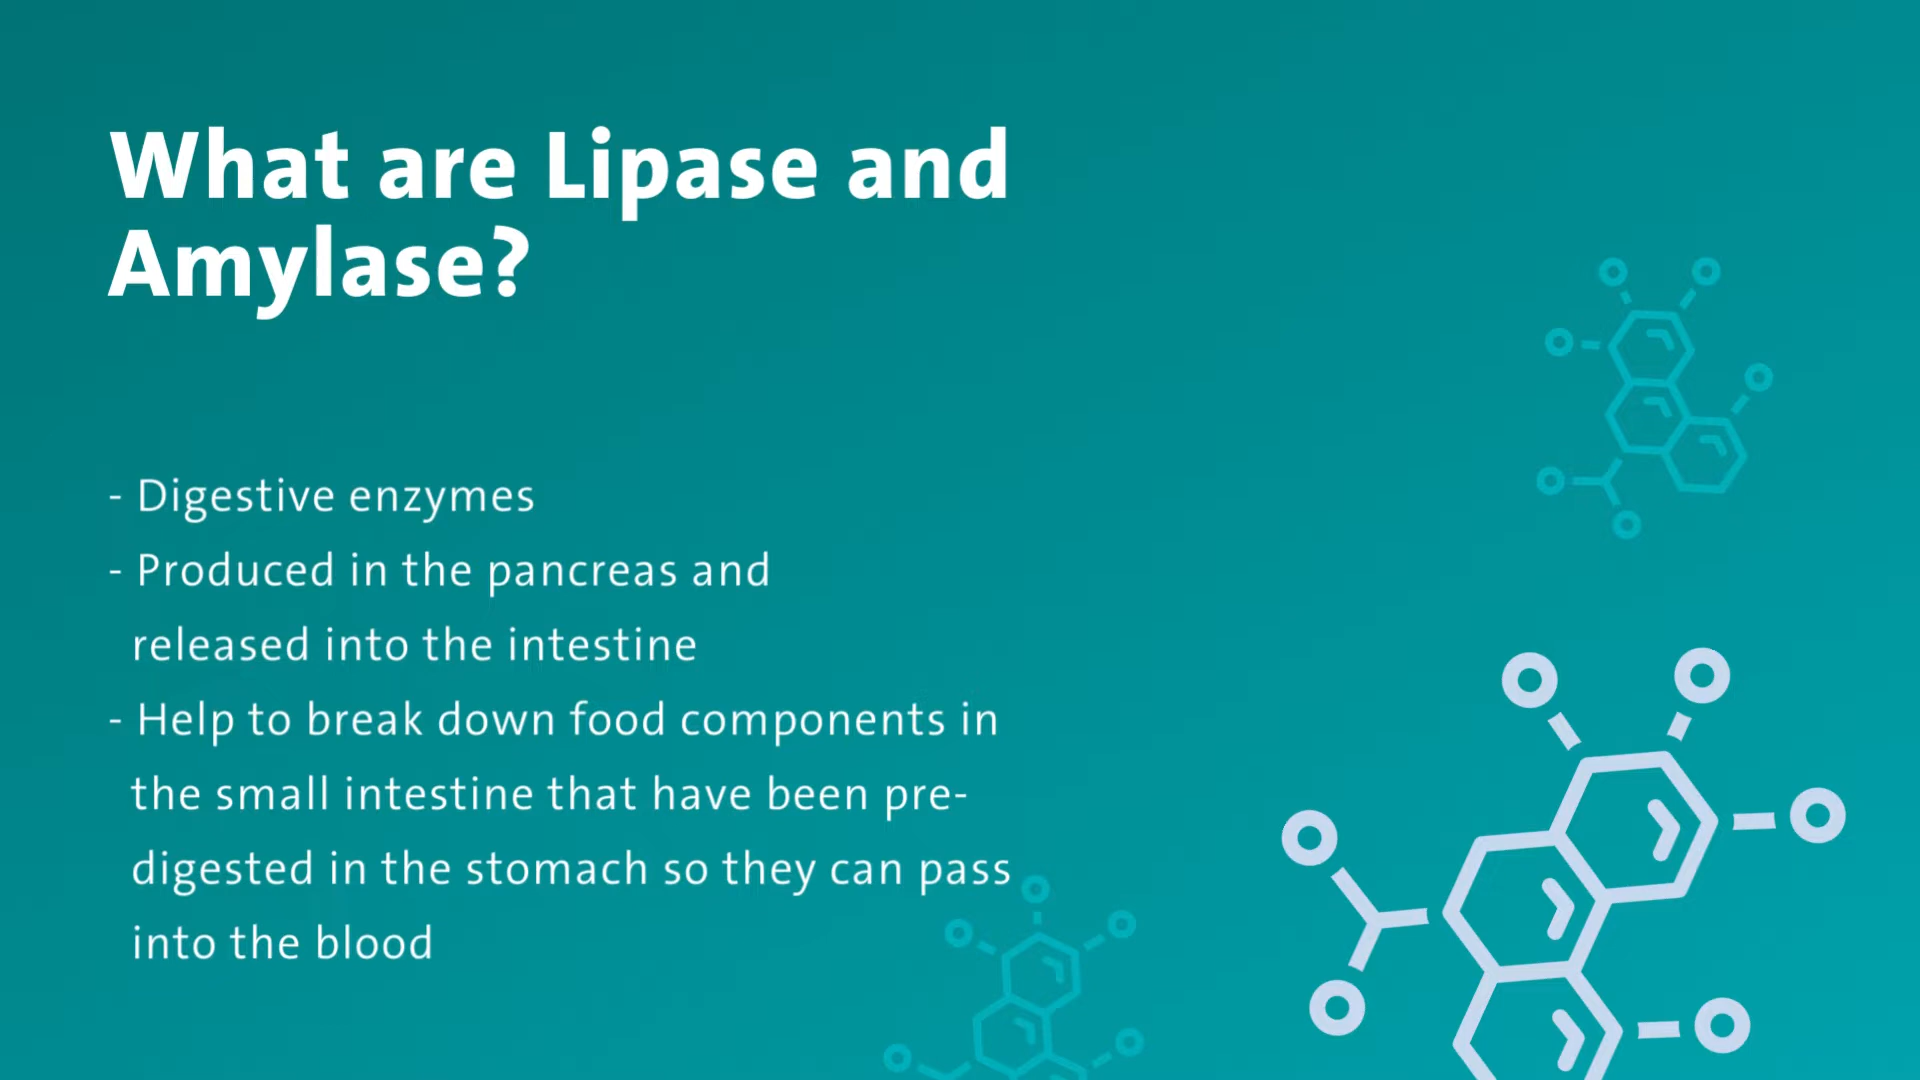 What are Lipase and
Amylase?
- Digestive enzymes
- Produced in the pancreas and
released into the intestine
- Help to break down food components in
the small intestine that have been pre-
digested in the stomach so they can pass
into the blood